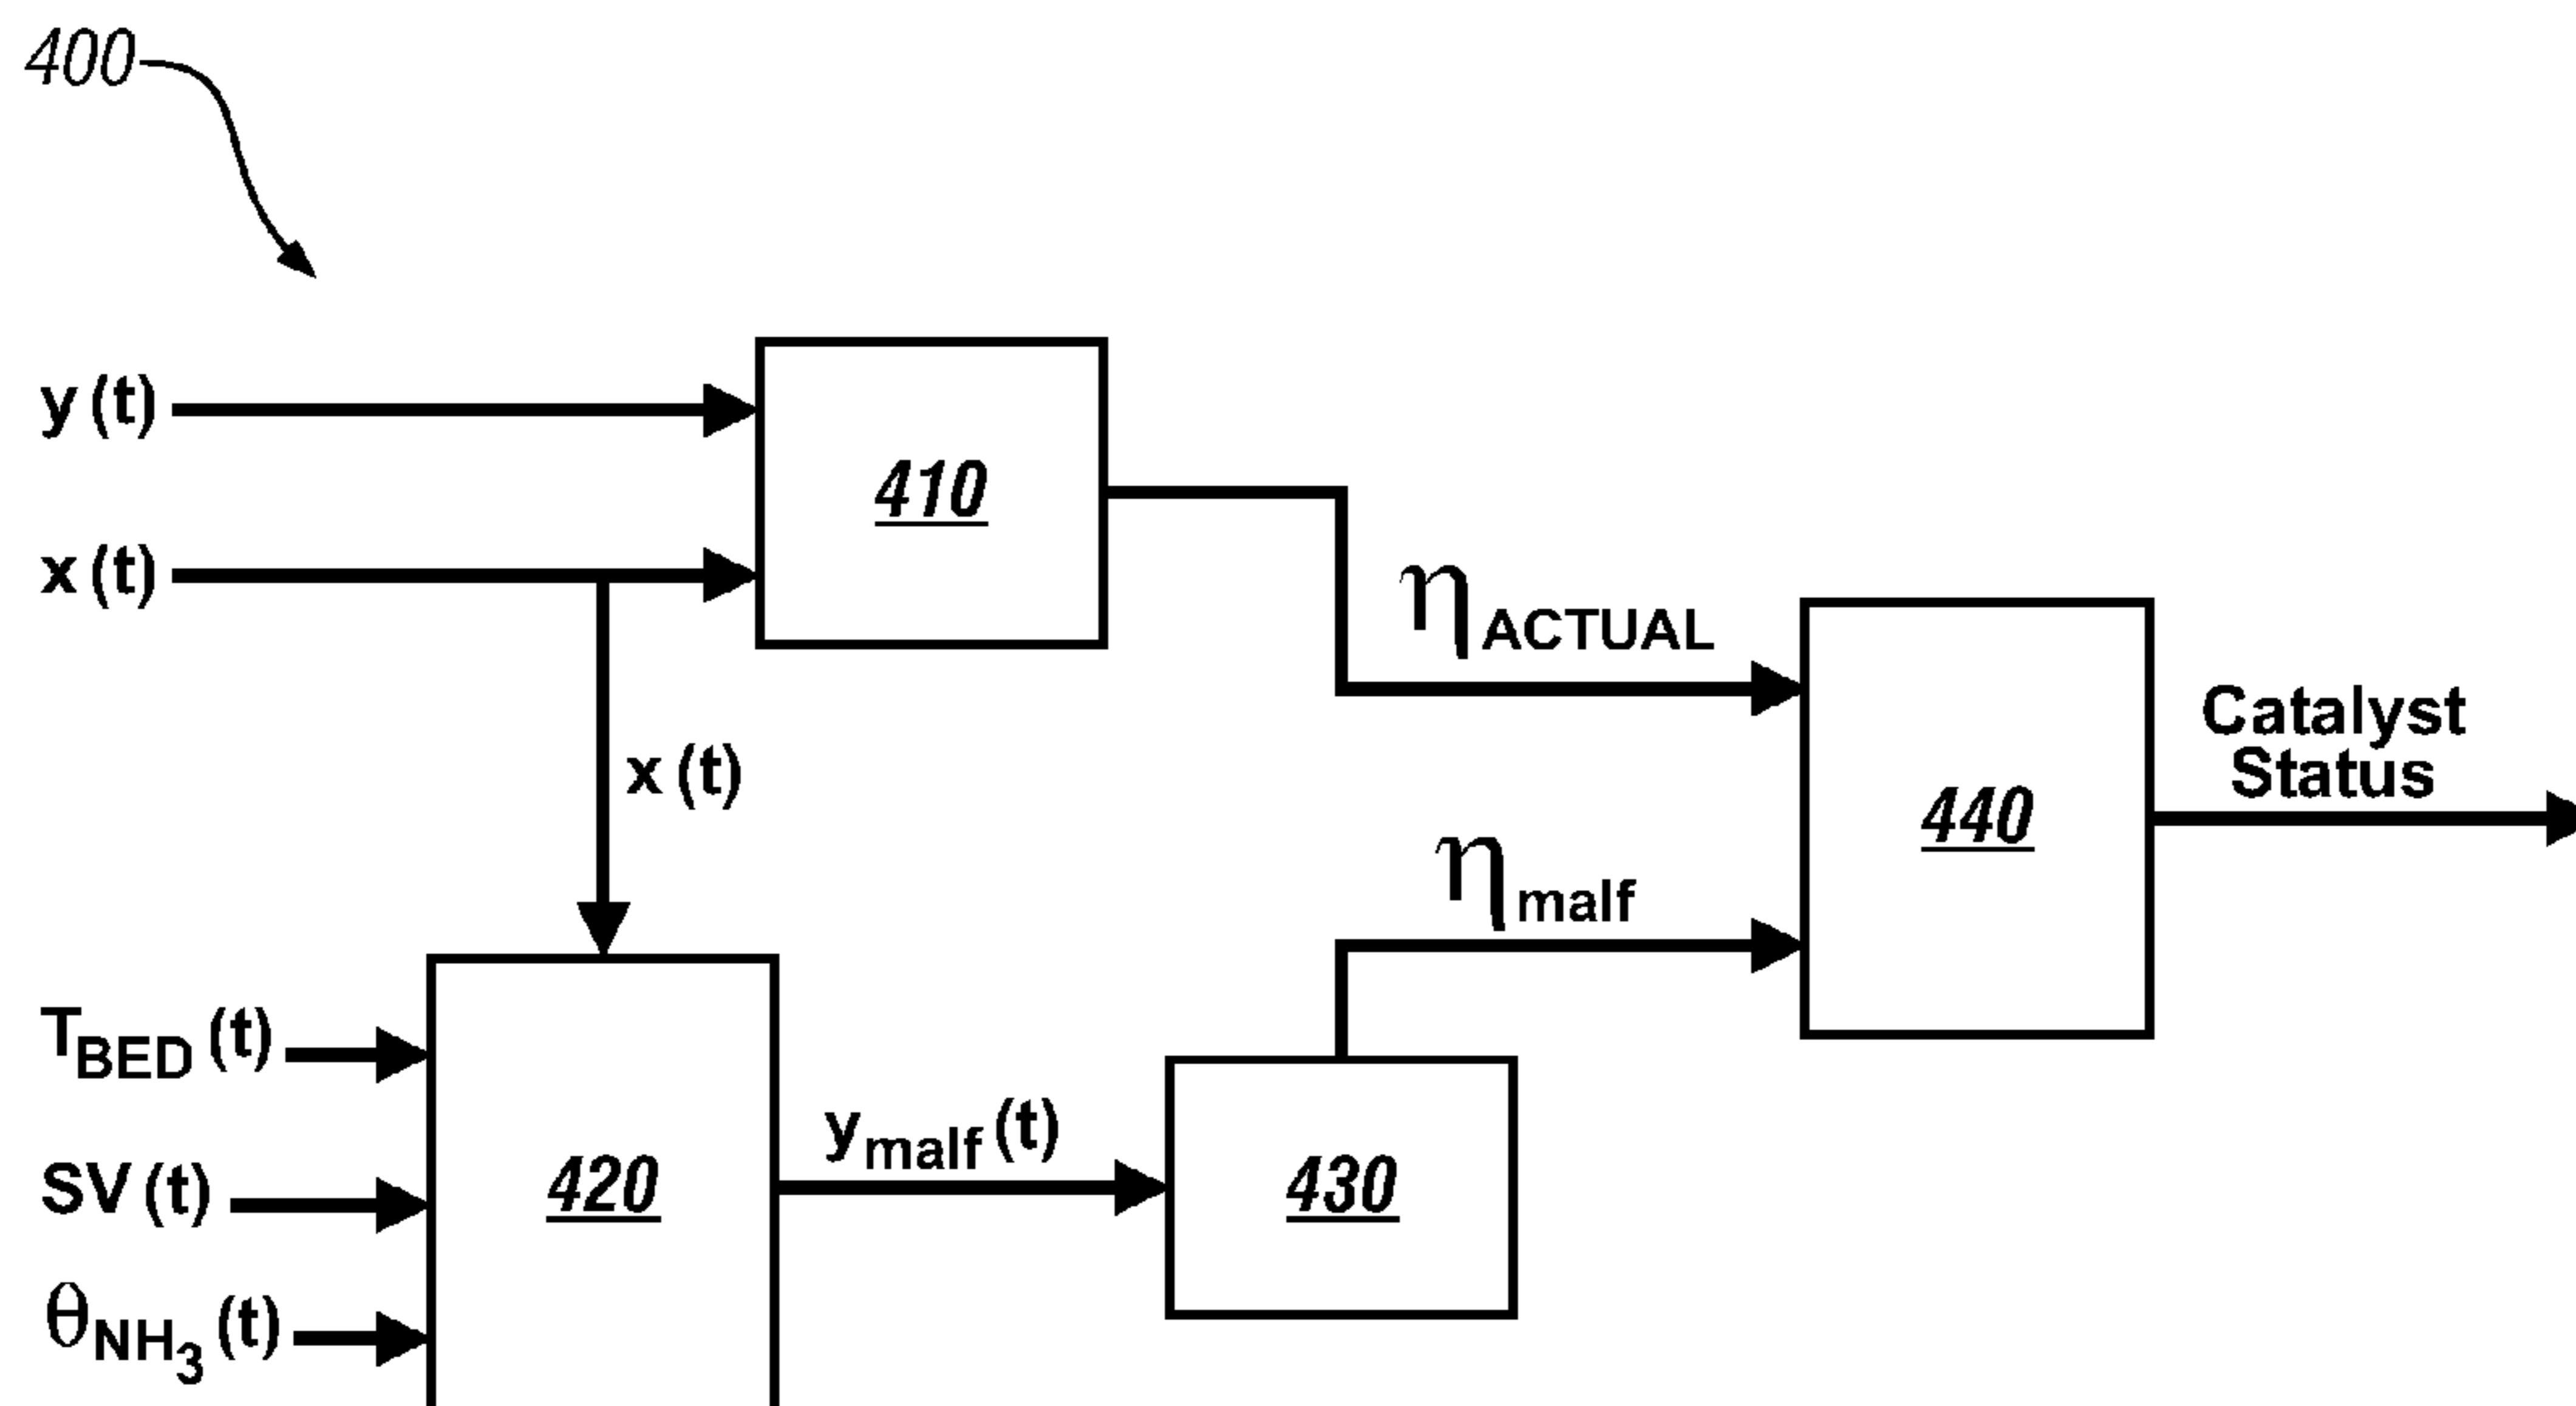 400
y(t)
410
x(t)
ηACTUAL
x(t)
Catalyst
Status
440
ηmalf
TBED(t)
ymalf(t)
SV(t)
420
430
θNH3(t)